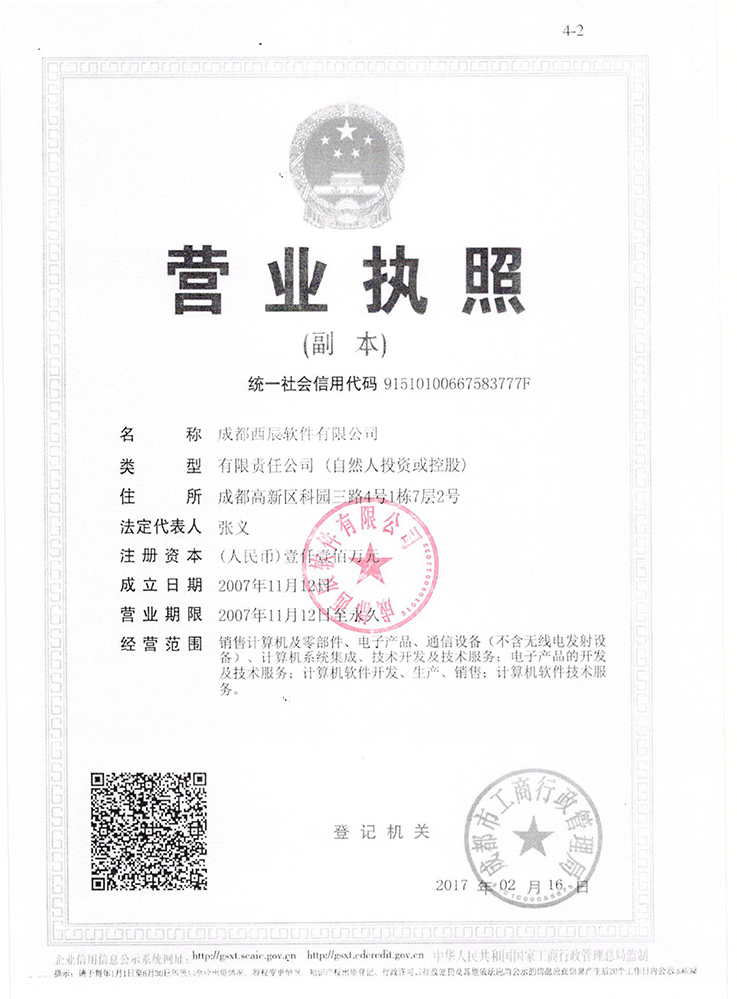 4-2
营业执照
(副 本)
统一社会信用代码 91510100667583777F
名 称 成都西辰软件有限公司
类 型 有限责任公司 (自然人投资或控股)
住 所 成都高新区科园三路4号1栋7层2号
法定代表人 张义
注册资本 (人民币)壹仟壹佰万元
成立日期 2007年11月12日
营业期限 2007年11月12日至永久
经营范围 销售计算机及零部件、电子产品、通信设备（不含无线电发射设
备）、计算机系统集成、技术开发及技术服务；电子产品的开发
及技术服务；计算机软件开发、生产、销售；计算机软件技术服
务。
成都西辰软件有限公司
登记机关
成都市工商行政管理局
2017 年 02 月 16 日
企业信用信息公示系统网址: http://gsxt.scaic.gov.cn http://gsxt.cdcredit.gov.cn 中华人民共和国国家工商行政管理总局监制
提示: 请于每年1月1日至6月30日